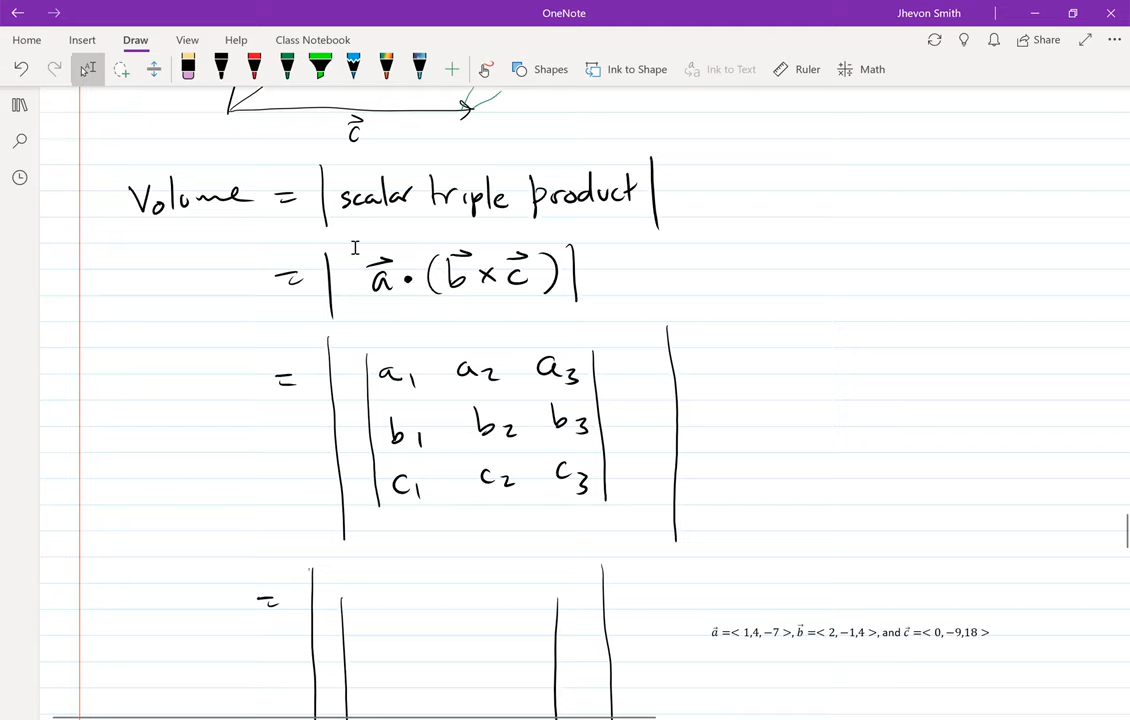 OneNote
Jhevon Smith
Home Insert Draw View Help Class Notebook Share
Shapes Ink to Shape Ink to Text Ruler Math
c⃗
Volume = | scalar triple product |
= | a⃗ • (b⃗ × c⃗) |
= | | a₁ a₂ a₃ | |
b₁ b₂ b₃
c₁ c₂ c₃
= | | | |
a⃗ =< 1,4, −7 >, b⃗ =< 2, −1,4 >, and c⃗ =< 0, −9,18 >